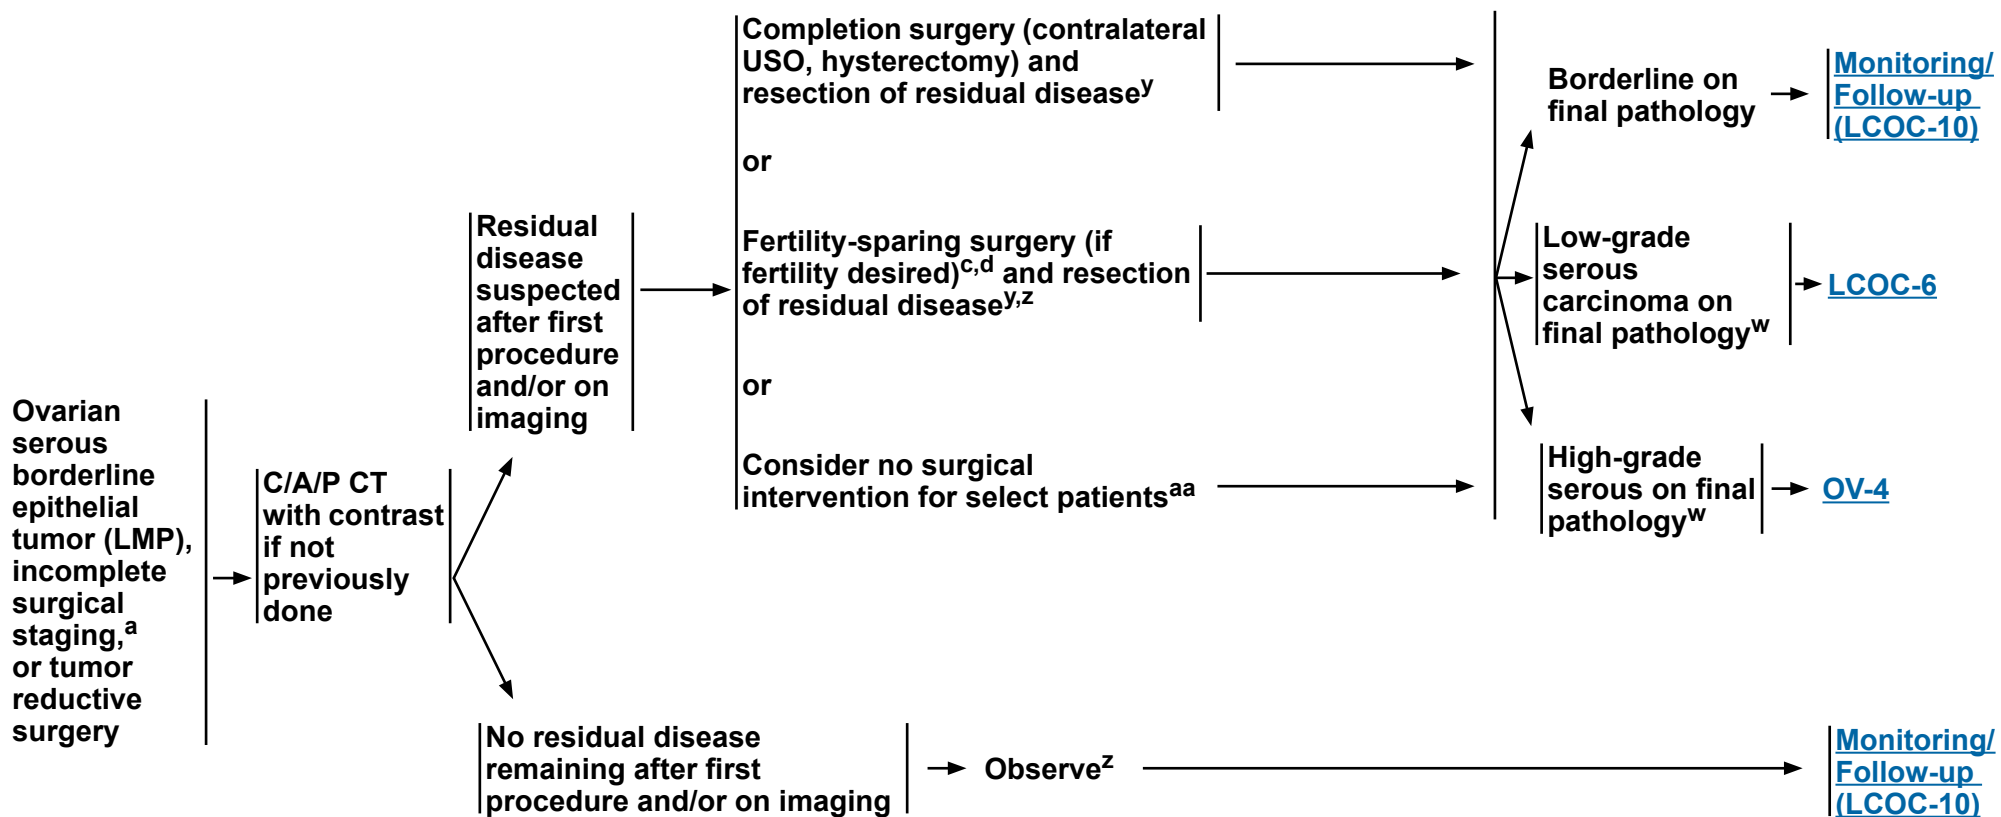 Ovarian
serous
borderline
epithelial
tumor (LMP),
incomplete
surgical
staging,a
or tumor
reductive
surgery
C/A/P CT
with contrast
if not
previously
done
Residual
disease
suspected
after first
procedure
and/or on
imaging
Completion surgery (contralateral
USO, hysterectomy) and
resection of residual diseasey
or
Fertility-sparing surgery (if
fertility desired)c,d and resection
of residual diseasey,z
or
Consider no surgical
intervention for select patientsaa
Borderline on
final pathology
Monitoring/
Follow-up
(LCOC-10)
Low-grade
serous
carcinoma on
final pathologyw
LCOC-6
High-grade
serous on final
pathologyw
OV-4
No residual disease
remaining after first
procedure and/or on imaging
Observez
Monitoring/
Follow-up
(LCOC-10)